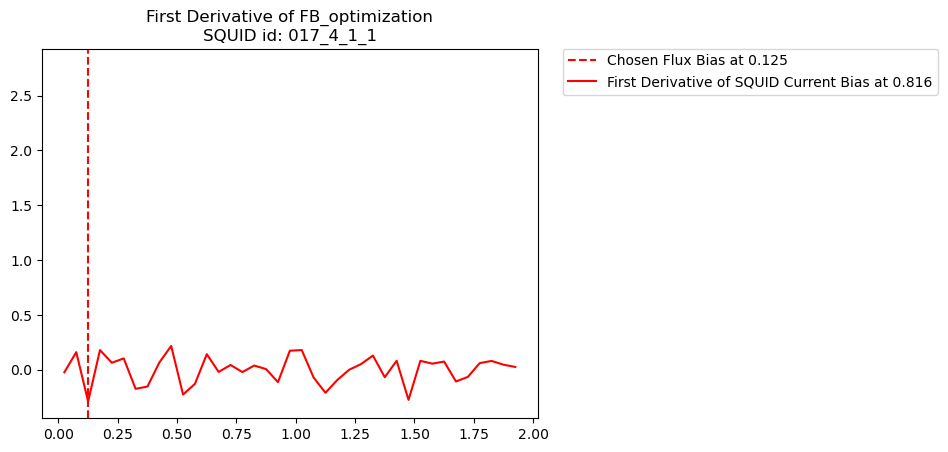 First Derivative of FB_optimization
SQUID id: 017_4_1_1
Chosen Flux Bias at 0.125
First Derivative of SQUID Current Bias at 0.816
2.5
2.0
1.5
1.0
0.5
0.0
0.00 0.25 0.50 0.75 1.00 1.25 1.50 1.75 2.00